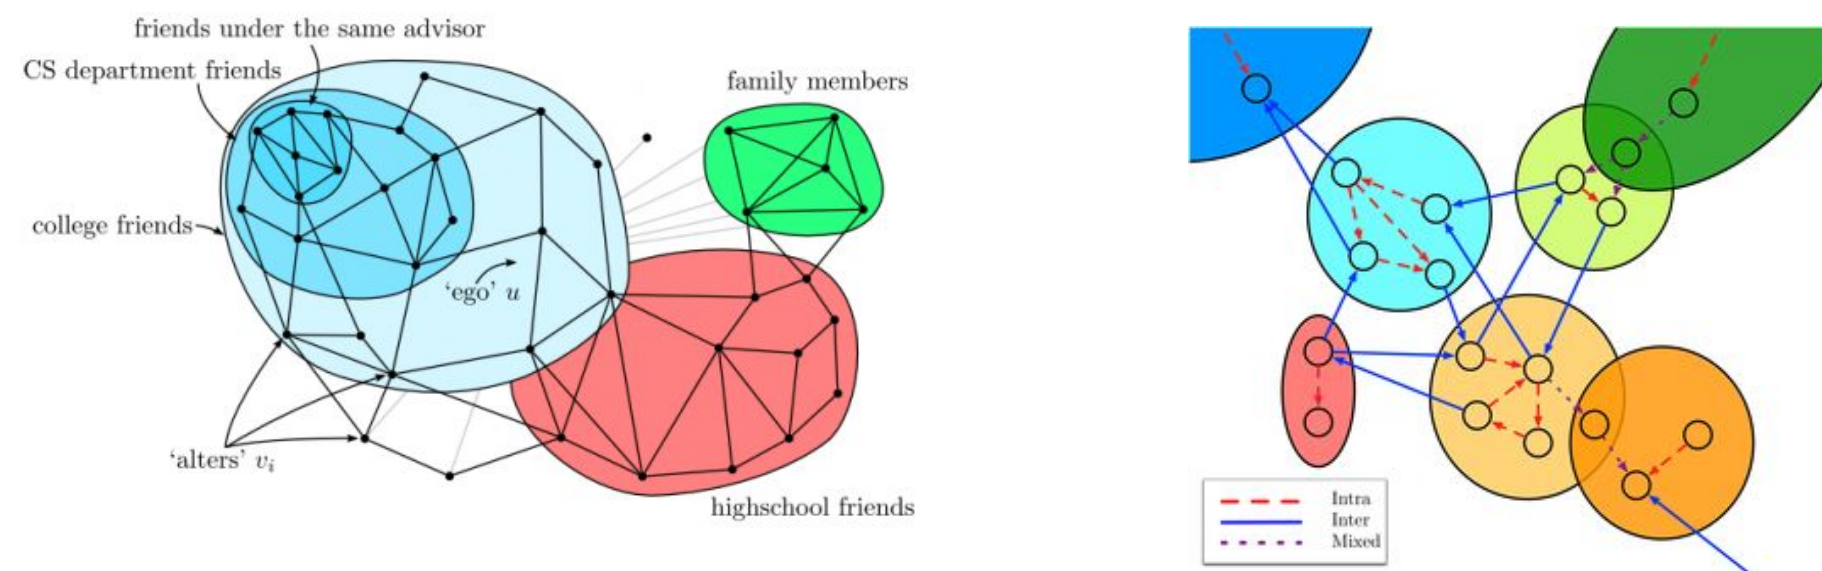 friends under the same advisor
CS department friends
family members
college friends
‘ego’ u
‘alters’ vᵢ
highschool friends
Intra
Inter
Mixed